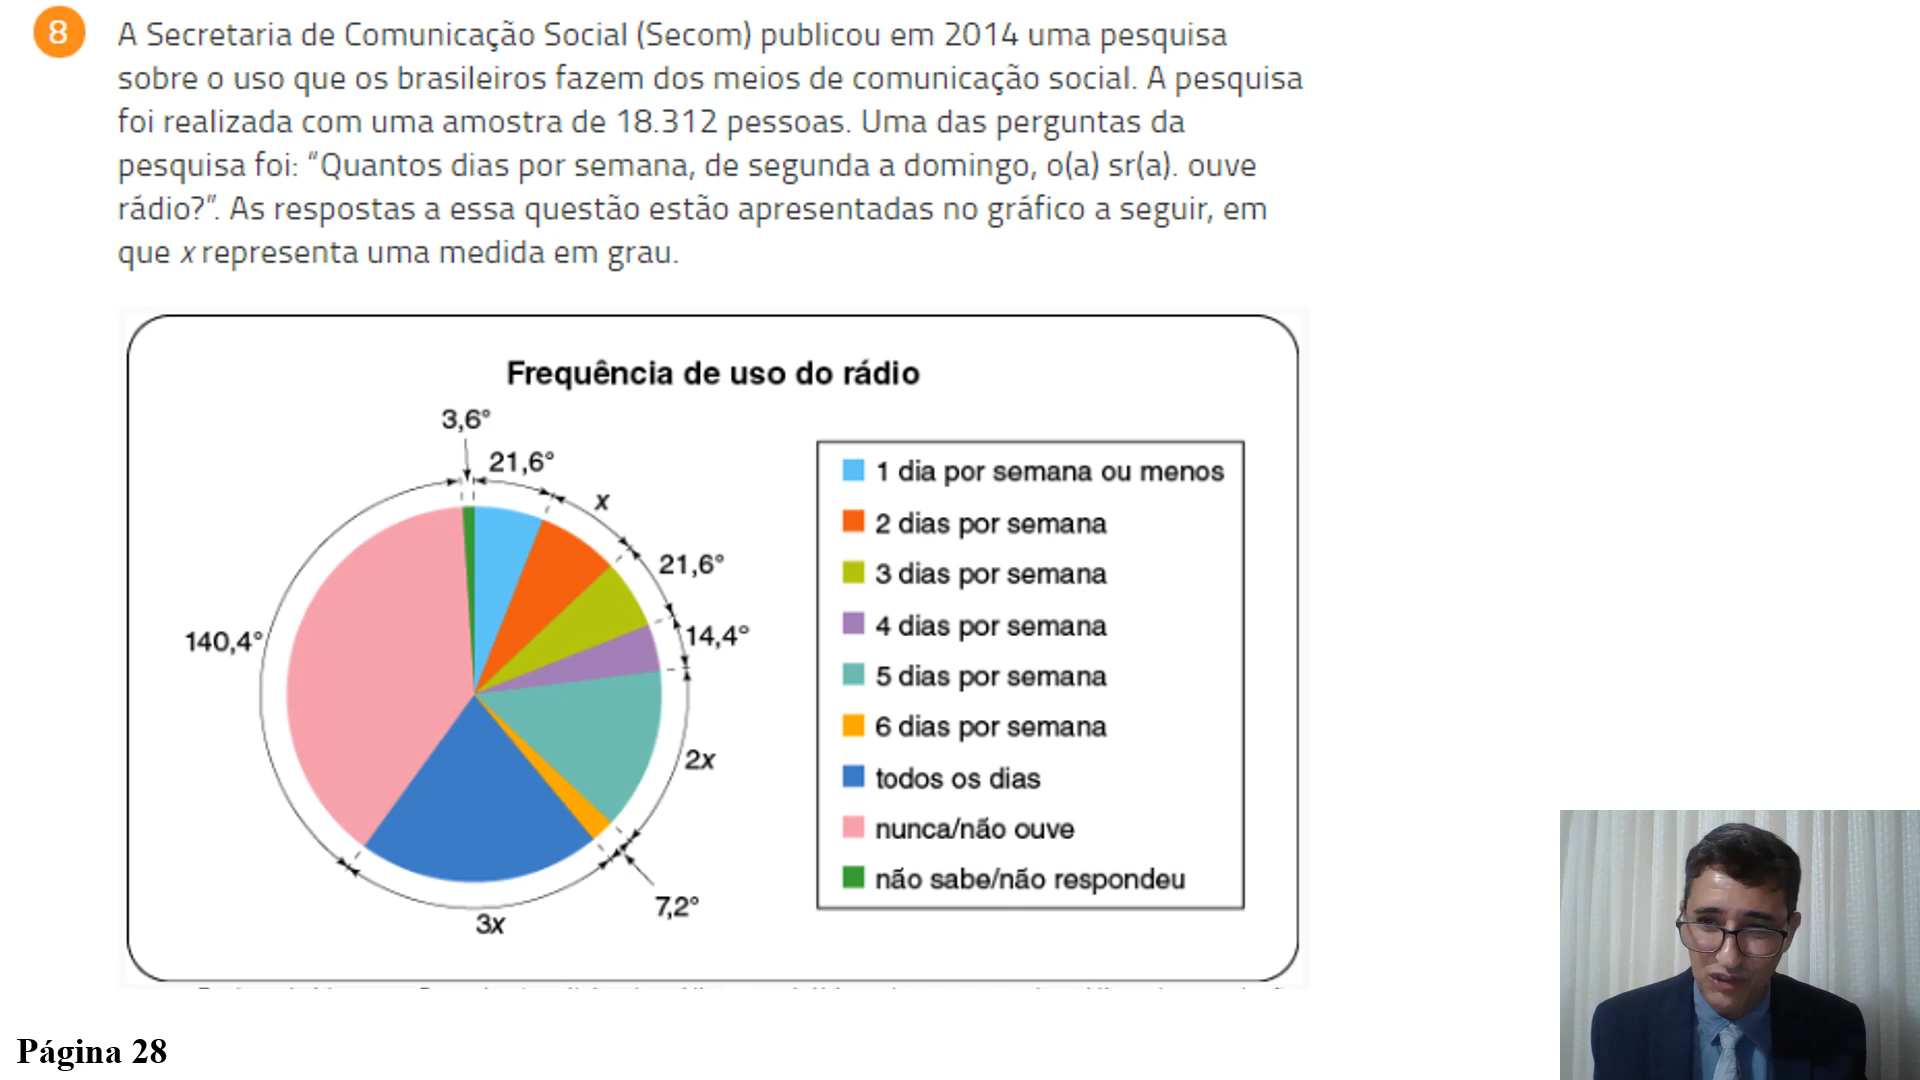 8
A Secretaria de Comunicação Social (Secom) publicou em 2014 uma pesquisa
sobre o uso que os brasileiros fazem dos meios de comunicação social. A pesquisa
foi realizada com uma amostra de 18.312 pessoas. Uma das perguntas da
pesquisa foi: “Quantos dias por semana, de segunda a domingo, o(a) sr(a). ouve
rádio?”. As respostas a essa questão estão apresentadas no gráfico a seguir, em
que x representa uma medida em grau.
Frequência de uso do rádio
3,6°
21,6°
x
21,6°
14,4°
2x
7,2°
3x
140,4°
1 dia por semana ou menos
2 dias por semana
3 dias por semana
4 dias por semana
5 dias por semana
6 dias por semana
todos os dias
nunca/não ouve
não sabe/não respondeu
Página 28